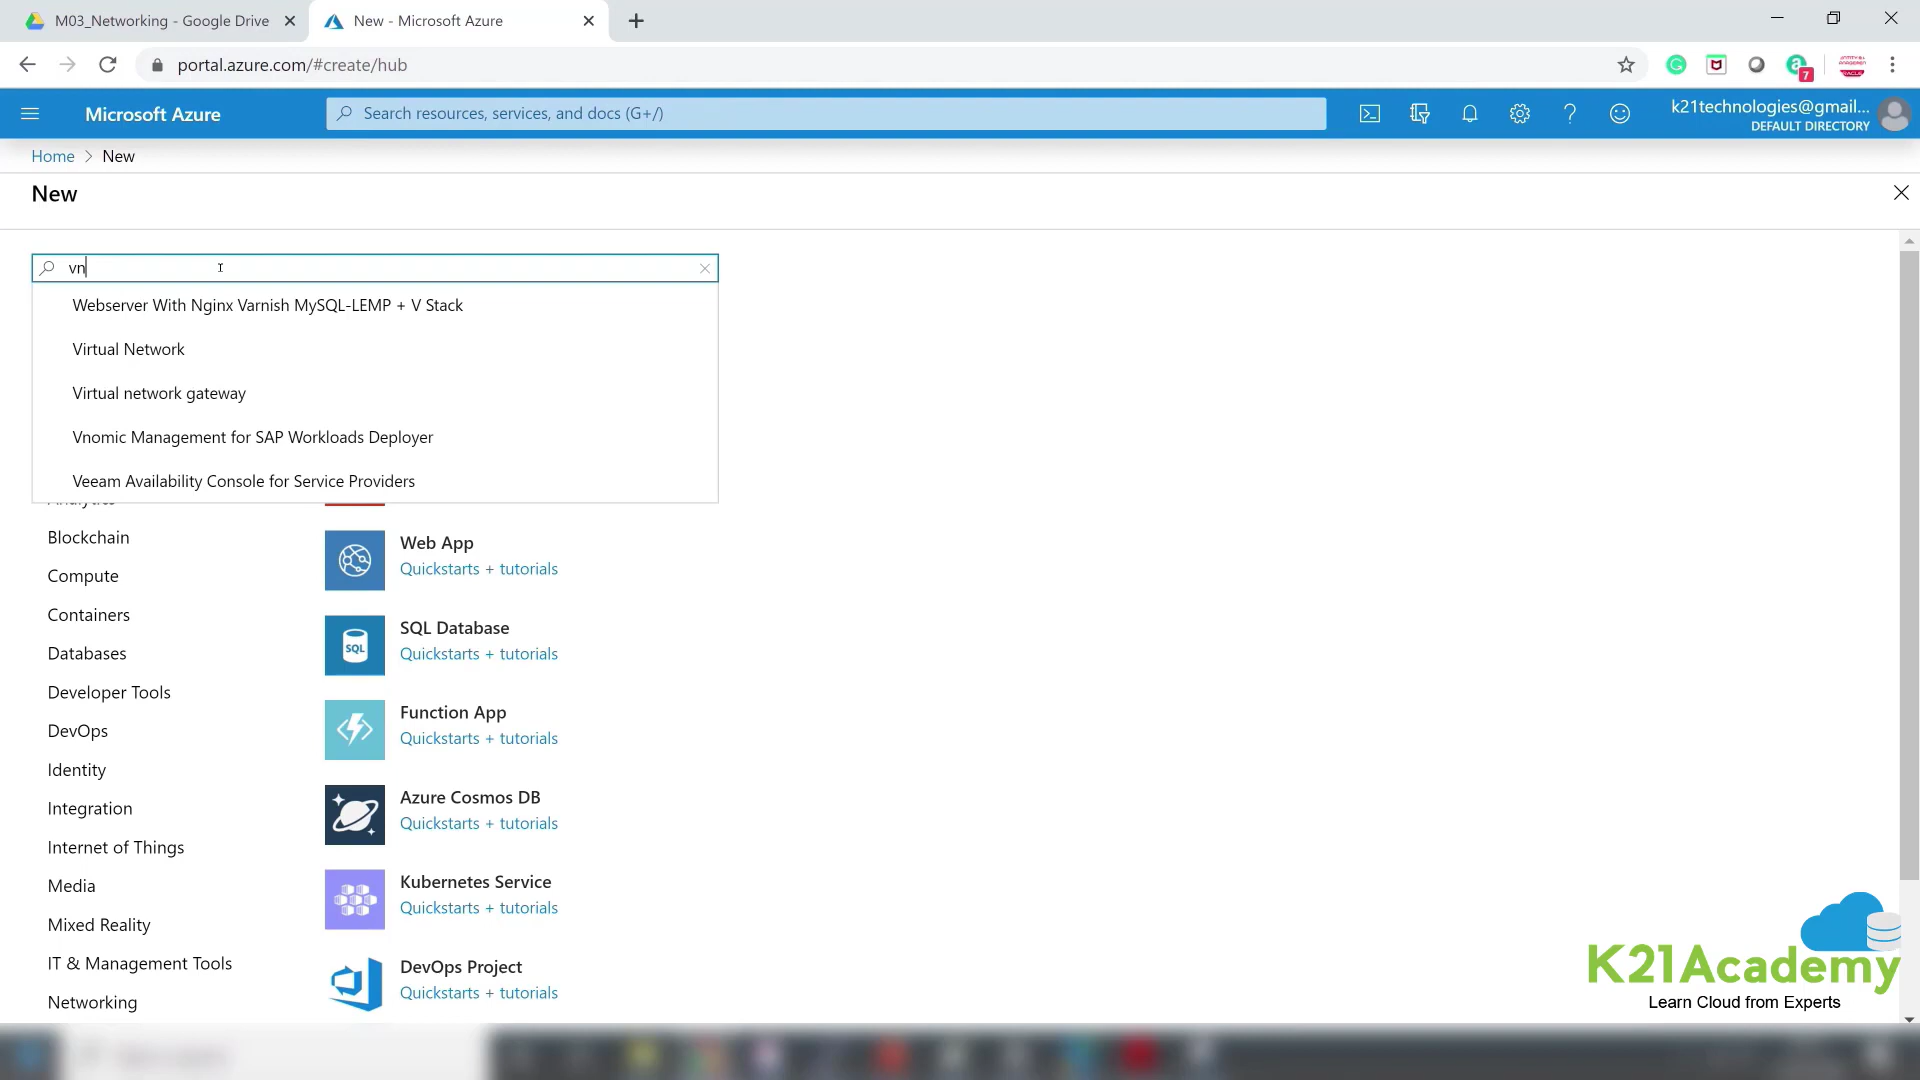 M03_Networking - Google Drive
New - Microsoft Azure
portal.azure.com/#create/hub
7
Microsoft Azure
Search resources, services, and docs (G+/)
k21technologies@gmail...
DEFAULT DIRECTORY
Home > New
New
vn
Webserver With Nginx Varnish MySQL-LEMP + V Stack
Virtual Network
Virtual network gateway
Vnomic Management for SAP Workloads Deployer
Veeam Availability Console for Service Providers
Analytics
Blockchain
Compute
Containers
Databases
Developer Tools
DevOps
Identity
Integration
Internet of Things
Media
Mixed Reality
IT & Management Tools
Networking
Web App
Quickstarts + tutorials
SQL
SQL Database
Quickstarts + tutorials
Function App
Quickstarts + tutorials
Azure Cosmos DB
Quickstarts + tutorials
Kubernetes Service
Quickstarts + tutorials
DevOps Project
Quickstarts + tutorials
K21Academy
Learn Cloud from Experts